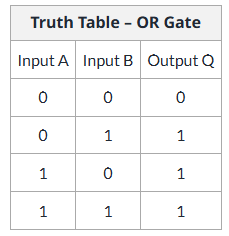 Truth Table – OR Gate
Input A Input B Output Q
0 0 0
0 1 1
1 0 1
1 1 1